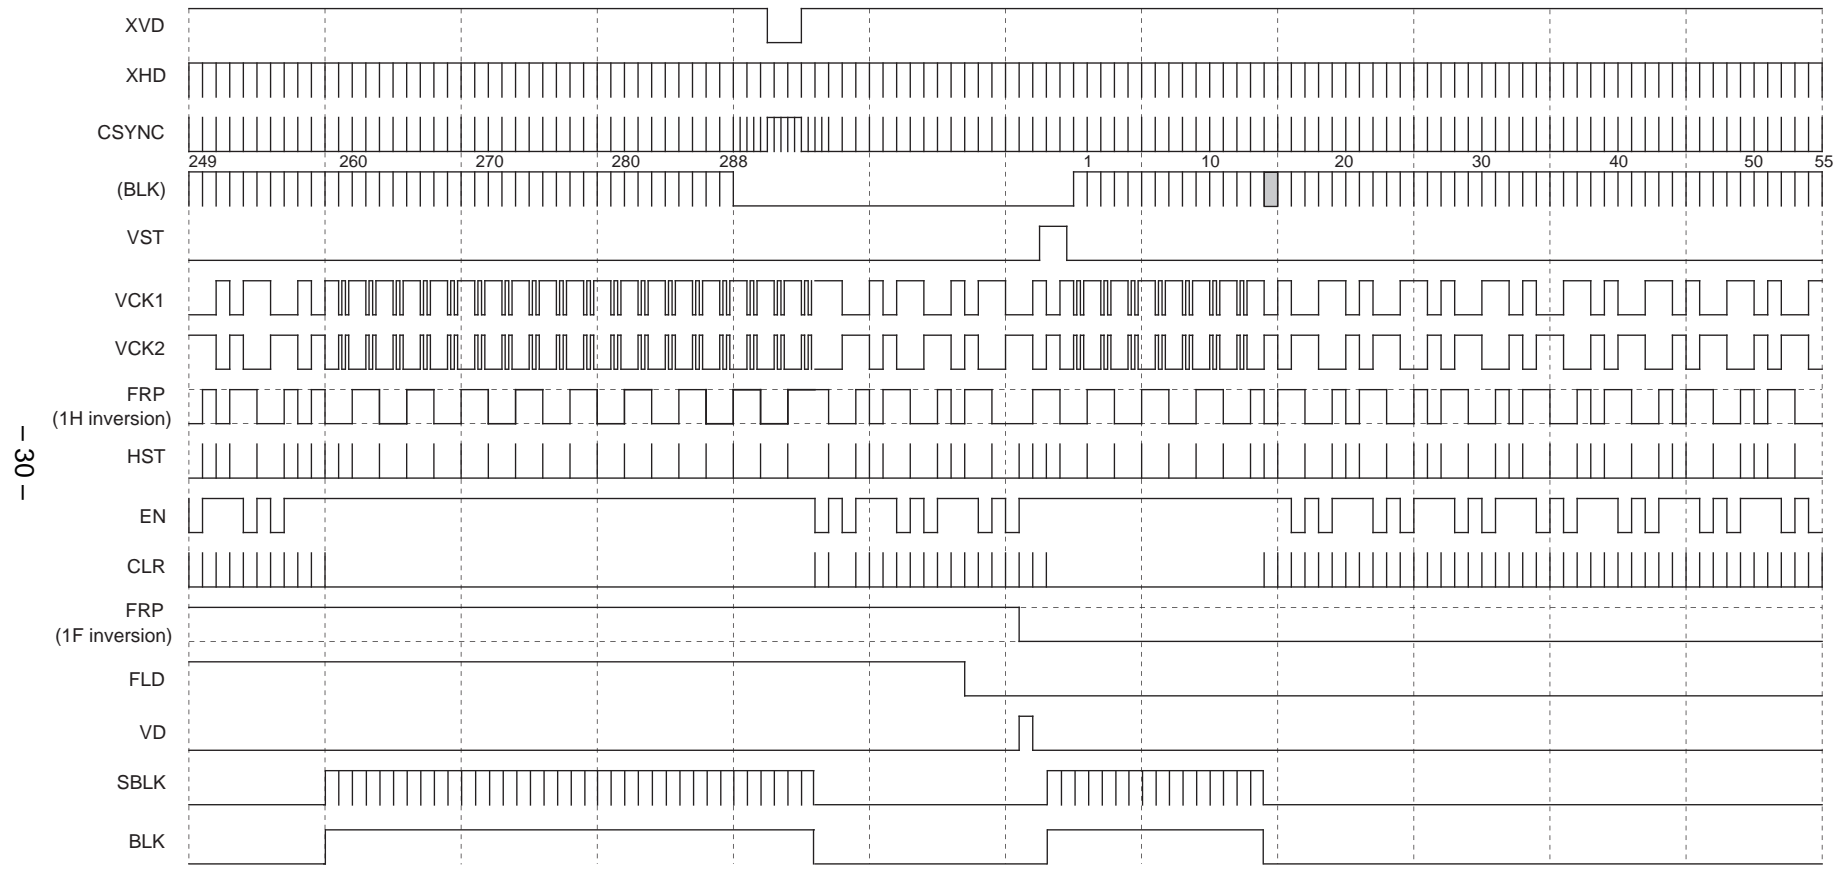 XVD
XHD
CSYNC
249 260 270 280 288 1 10 20 30 40 50 55
(BLK)
VST
VCK1
VCK2
FRP
(1H inversion)
HST
EN
CLR
FRP
(1F inversion)
FLD
VD
SBLK
BLK
– 30 –